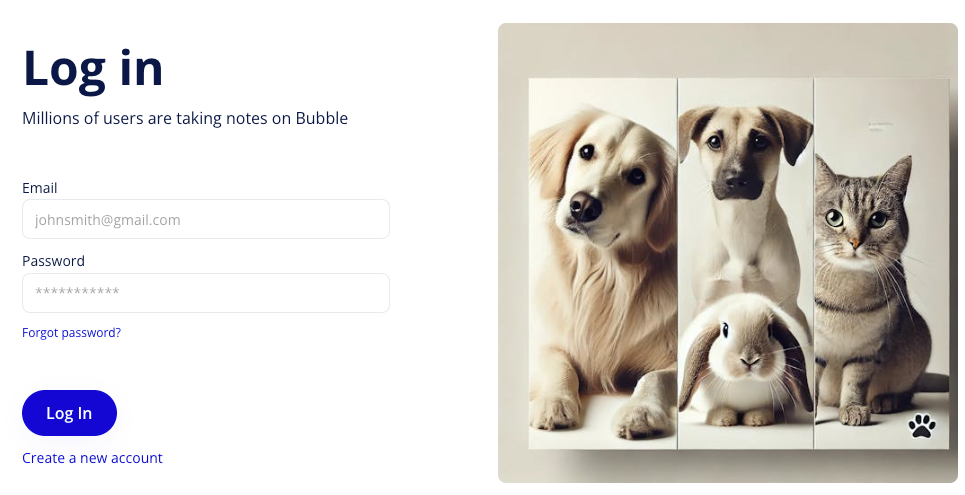 Log in
Millions of users are taking notes on Bubble
Email
johnsmith@gmail.com
Password
***********
Forgot password?
Log In
Create a new account